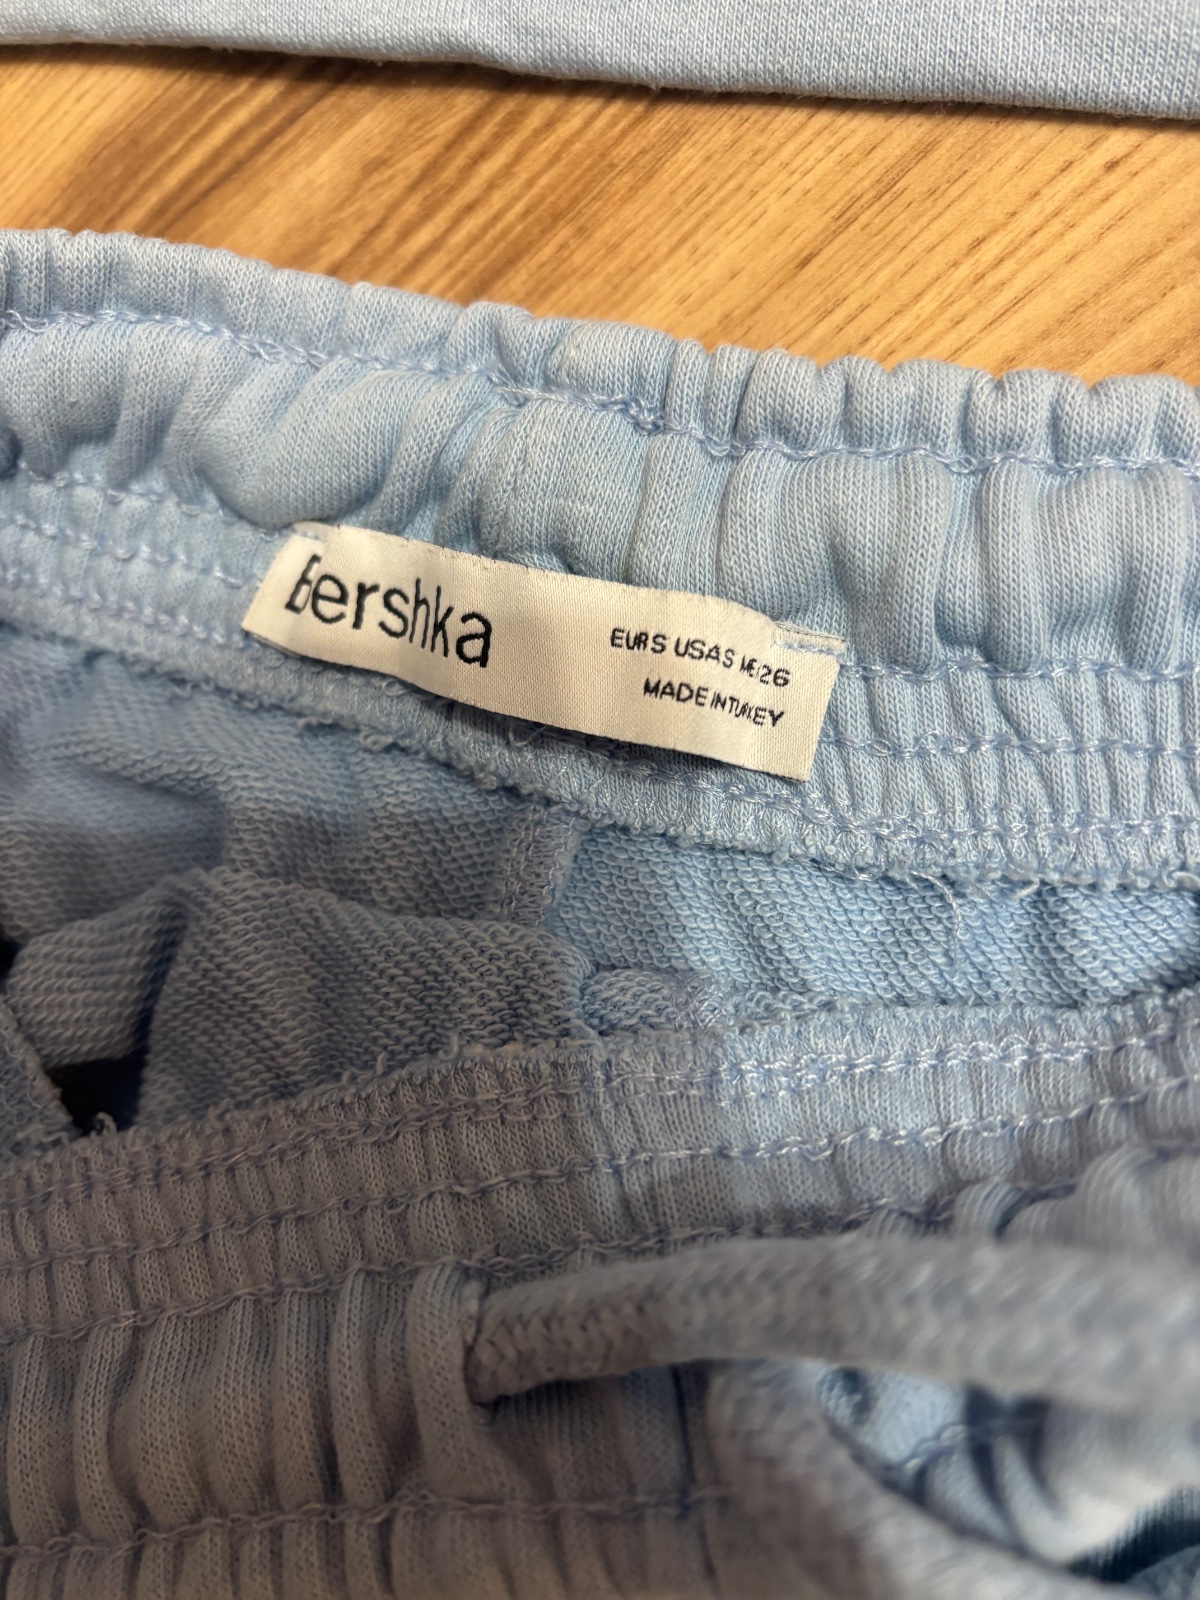 Bershka
EUR S USA S MEX 26
MADE IN TURKEY